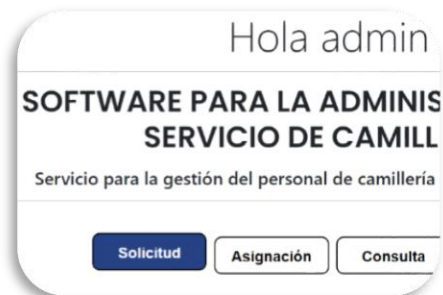 Hola admin
SOFTWARE PARA LA ADMINIS
SERVICIO DE CAMILL
Servicio para la gestión del personal de camillería
Solicitud Asignación Consulta